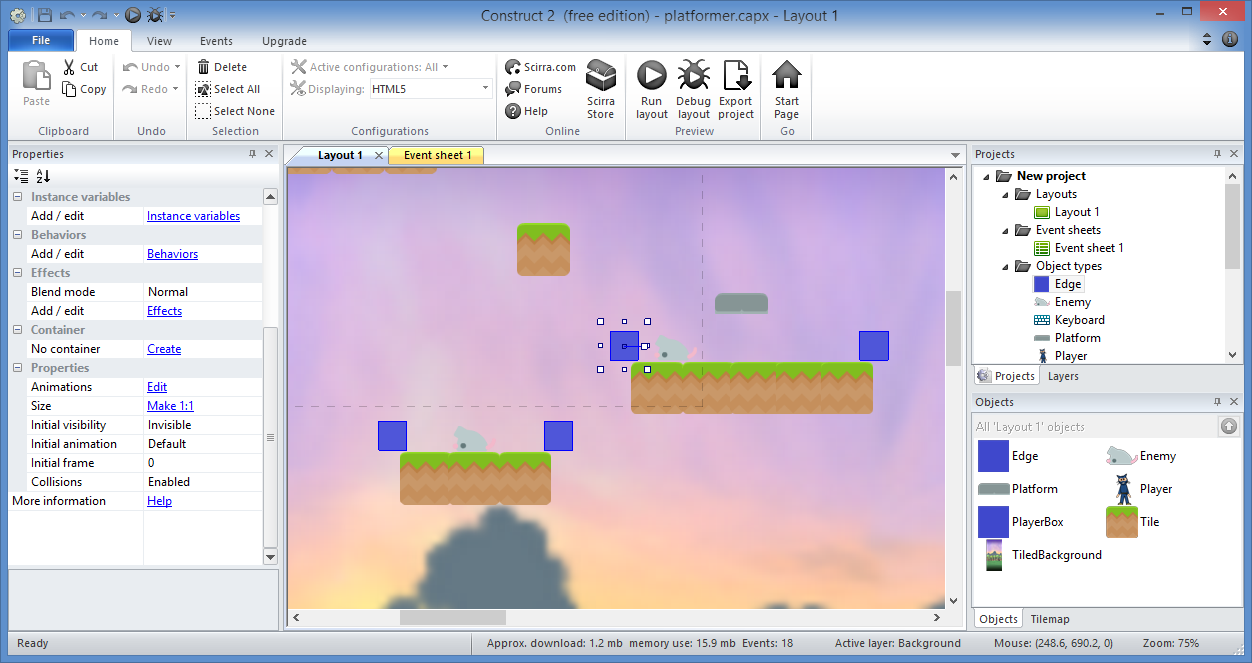 Construct 2 (free edition) - platformer.capx - Layout 1
File Home View Events Upgrade
Paste
Cut
Copy
Clipboard
Undo
Redo
Undo
Delete
Select All
Select None
Selection
Active configurations: All
Displaying: HTML5
Configurations
Scirra.com
Forums
Help
Scirra
Store
Online
Run
layout
Debug
layout
Export
project
Preview
Start
Page
Go
Properties
Instance variables
Add / edit Instance variables
Behaviors
Add / edit Behaviors
Effects
Blend mode Normal
Add / edit Effects
Container
No container Create
Properties
Animations Edit
Size Make 1:1
Initial visibility Invisible
Initial animation Default
Initial frame 0
Collisions Enabled
More information Help
Layout 1 Event sheet 1
Projects
New project
Layouts
Layout 1
Event sheets
Event sheet 1
Object types
Edge
Enemy
Keyboard
Platform
Player
Projects Layers
Objects
All 'Layout 1' objects
Edge Enemy
Platform Player
PlayerBox Tile
TiledBackground
Objects Tilemap
Ready Approx. download: 1.2 mb memory use: 15.9 mb Events: 18 Active layer: Background Mouse: (248.6, 690.2, 0) Zoom: 75%